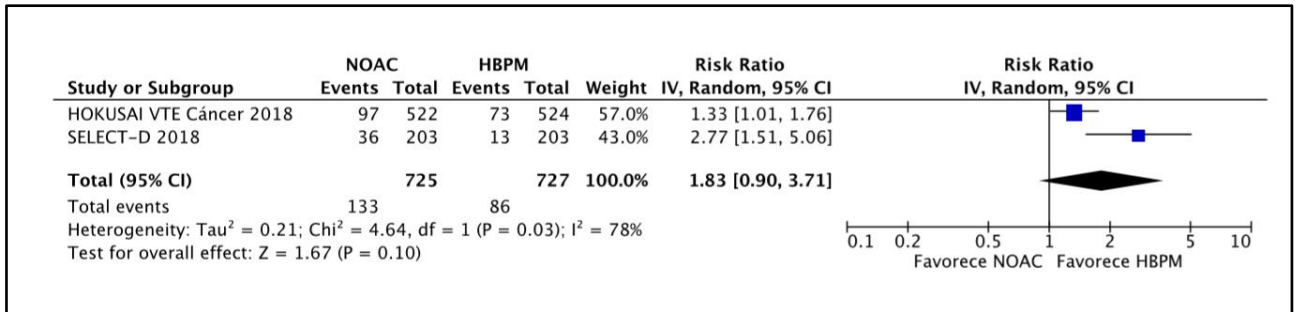 NOAC HBPM Risk Ratio Risk Ratio
Study or Subgroup Events Total Events Total Weight IV, Random, 95% CI IV, Random, 95% CI
HOKUSAI VTE Cáncer 2018 97 522 73 524 57.0% 1.33 [1.01, 1.76]
SELECT-D 2018 36 203 13 203 43.0% 2.77 [1.51, 5.06]
Total (95% CI) 725 727 100.0% 1.83 [0.90, 3.71]
Total events 133 86
Heterogeneity: Tau² = 0.21; Chi² = 4.64, df = 1 (P = 0.03); I² = 78%
Test for overall effect: Z = 1.67 (P = 0.10)
0.1 0.2 0.5 1 2 5 10
Favorece NOAC Favorece HBPM